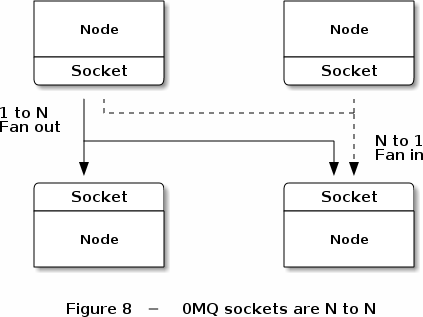 Node
Node
Socket
Socket
1 to N
Fan out
N to 1
Fan in
Socket
Socket
Node
Node
Figure 8 – 0MQ sockets are N to N